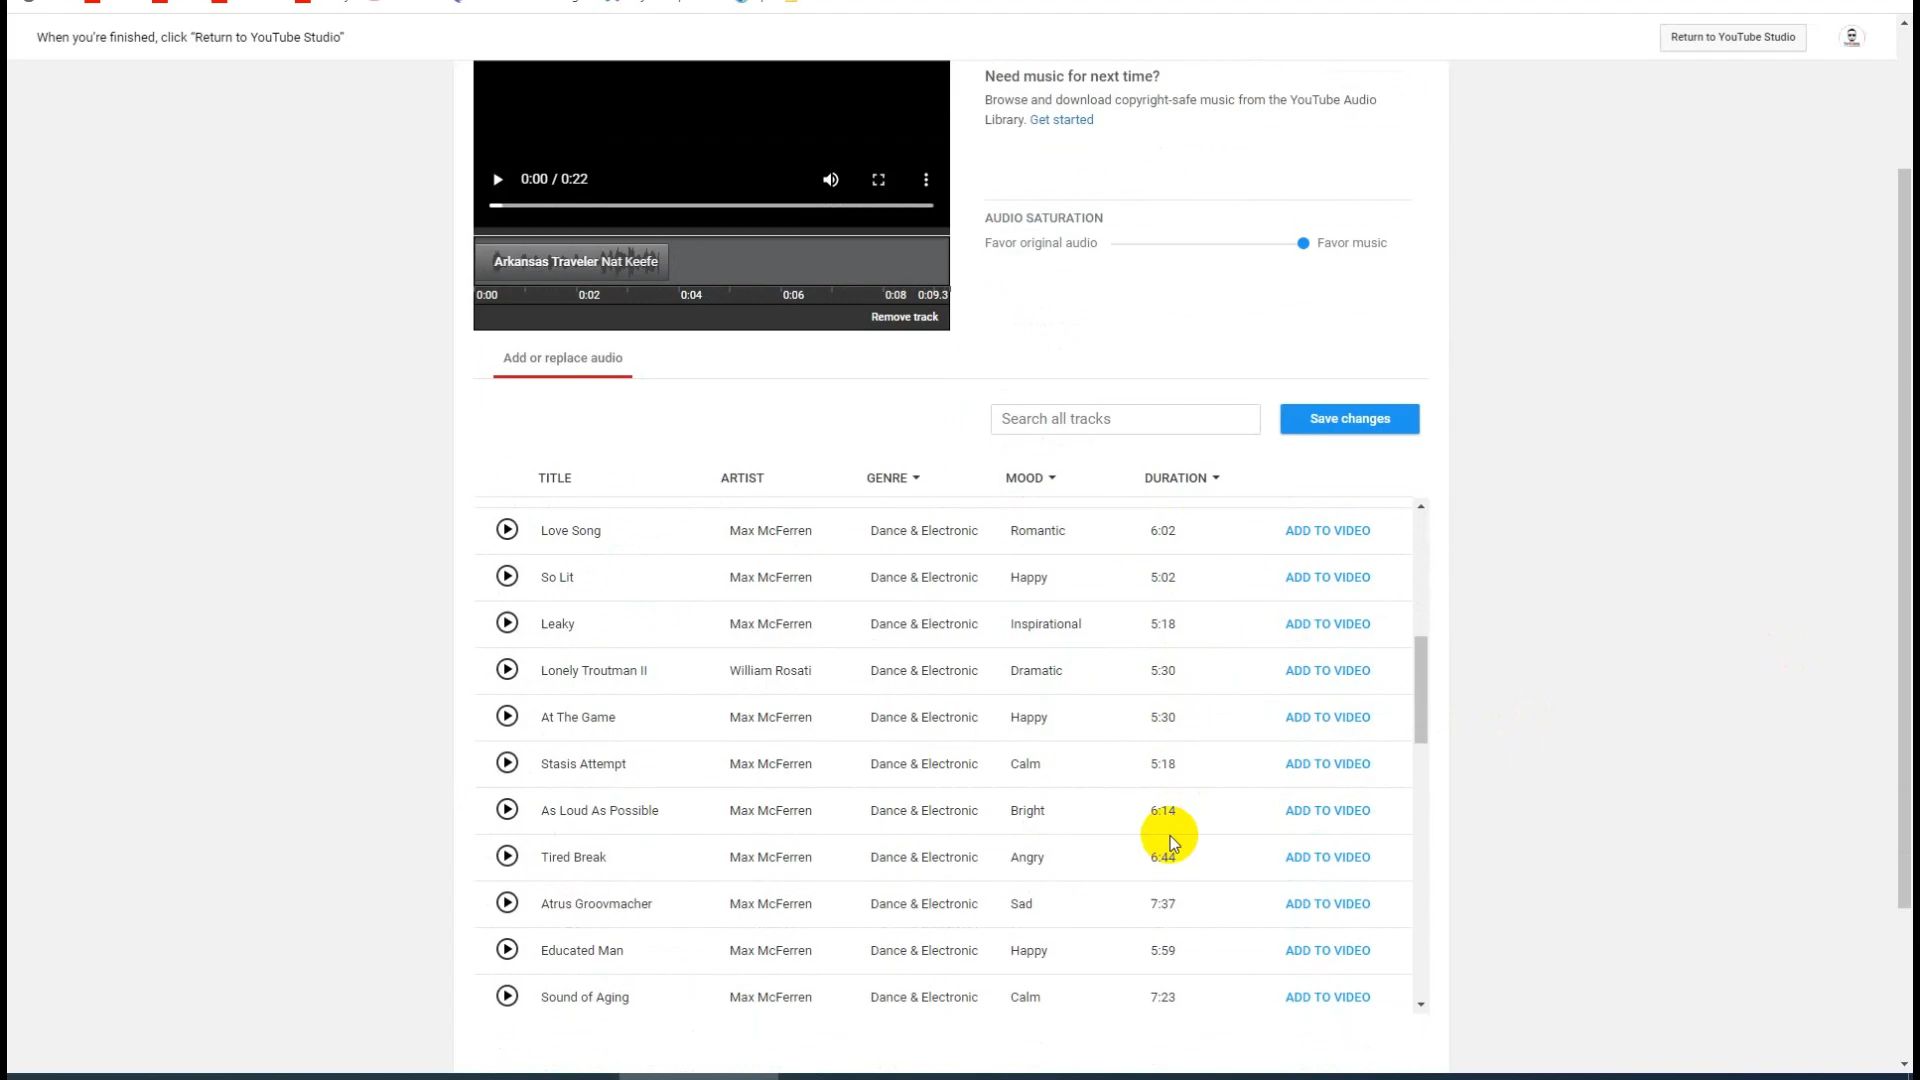 When you're finished, click “Return to YouTube Studio”
Return to YouTube Studio
Need music for next time?
Browse and download copyright-safe music from the YouTube Audio
Library. Get started
0:00 / 0:22
AUDIO SATURATION
Favor original audio
Favor music
Arkansas Traveler Nat Keefe
0:00 0:02 0:04 0:06 0:08 0:09.3
Remove track
Add or replace audio
Search all tracks
Save changes
TITLE ARTIST GENRE MOOD DURATION
Love Song Max McFerren Dance & Electronic Romantic 6:02 ADD TO VIDEO
So Lit Max McFerren Dance & Electronic Happy 5:02 ADD TO VIDEO
Leaky Max McFerren Dance & Electronic Inspirational 5:18 ADD TO VIDEO
Lonely Troutman II William Rosati Dance & Electronic Dramatic 5:30 ADD TO VIDEO
At The Game Max McFerren Dance & Electronic Happy 5:30 ADD TO VIDEO
Stasis Attempt Max McFerren Dance & Electronic Calm 5:18 ADD TO VIDEO
As Loud As Possible Max McFerren Dance & Electronic Bright 6:14 ADD TO VIDEO
Tired Break Max McFerren Dance & Electronic Angry 6:44 ADD TO VIDEO
Atrus Groovmacher Max McFerren Dance & Electronic Sad 7:37 ADD TO VIDEO
Educated Man Max McFerren Dance & Electronic Happy 5:59 ADD TO VIDEO
Sound of Aging Max McFerren Dance & Electronic Calm 7:23 ADD TO VIDEO